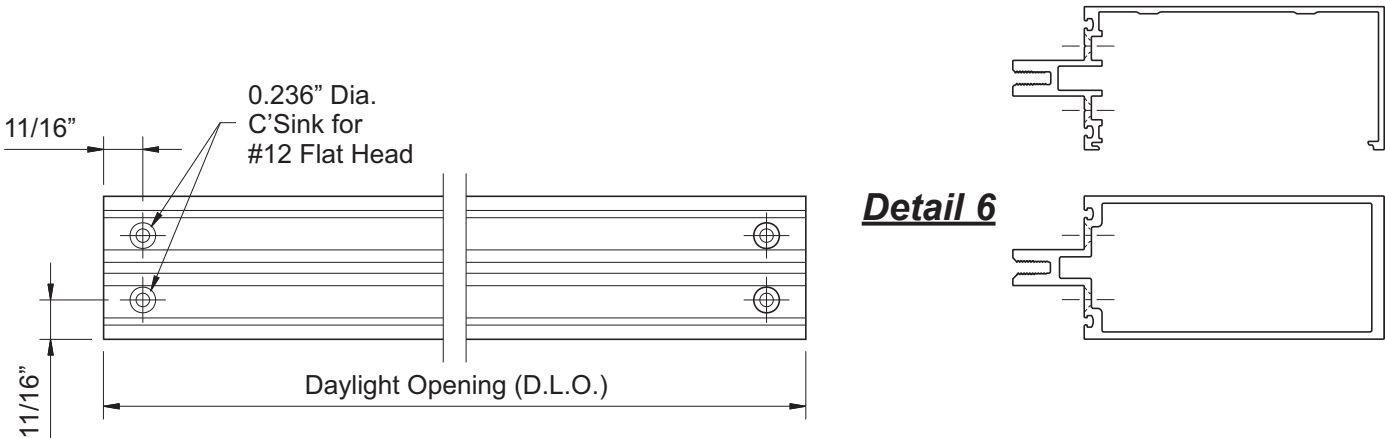 0.236” Dia.
C’Sink for
#12 Flat Head
11/16”
Detail 6
11/16”
Daylight Opening (D.L.O.)